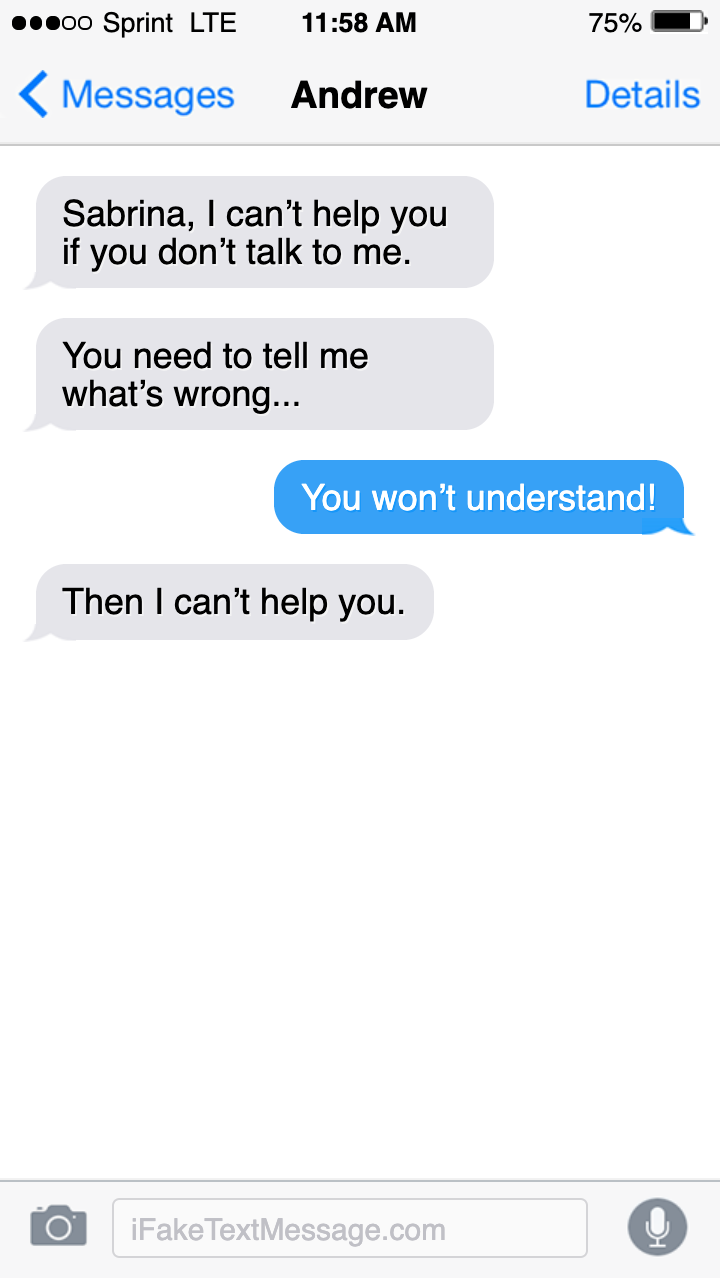 Sprint LTE 11:58 AM 75%
Messages Andrew Details
Sabrina, I can’t help you
if you don’t talk to me.
You need to tell me
what’s wrong...
You won’t understand!
Then I can’t help you.
iFakeTextMessage.com